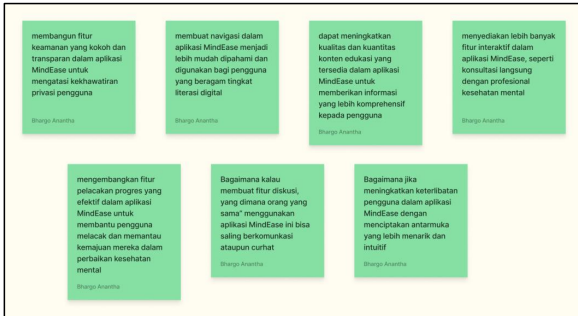 membangun fitur
keamanan yang kokoh dan
transparan dalam aplikasi
MindEase untuk
mengatasi kekhawatiran
privasi pengguna
Bhargo Anantha
membuat navigasi dalam
aplikasi MindEase menjadi
lebih mudah dipahami dan
digunakan bagi pengguna
yang beragam tingkat
literasi digital
Bhargo Anantha
dapat meningkatkan
kualitas dan kuantitas
konten edukasi yang
tersedia dalam aplikasi
MindEase untuk
memberikan informasi
yang lebih komprehensif
kepada pengguna
Bhargo Anantha
menyediakan lebih banyak
fitur interaktif dalam
aplikasi MindEase, seperti
konsultasi langsung
dengan profesional
kesehatan mental
Bhargo Anantha
mengembangkan fitur
pelacakan progres yang
efektif dalam aplikasi
MindEase untuk
membantu pengguna
melacak dan memantau
kemajuan mereka dalam
perbaikan kesehatan
mental
Bhargo Anantha
Bagaimana kalau
membuat fitur diskusi,
yang dimana orang yang
sama" menggunakan
aplikasi MindEase ini bisa
saling berkomunkasi
ataupun curhat
Bhargo Anantha
Bagaimana jika
meningkatkan keterlibatan
pengguna dalam aplikasi
MindEase dengan
menciptakan antarmuka
yang lebih menarik dan
intuitif
Bhargo Anantha